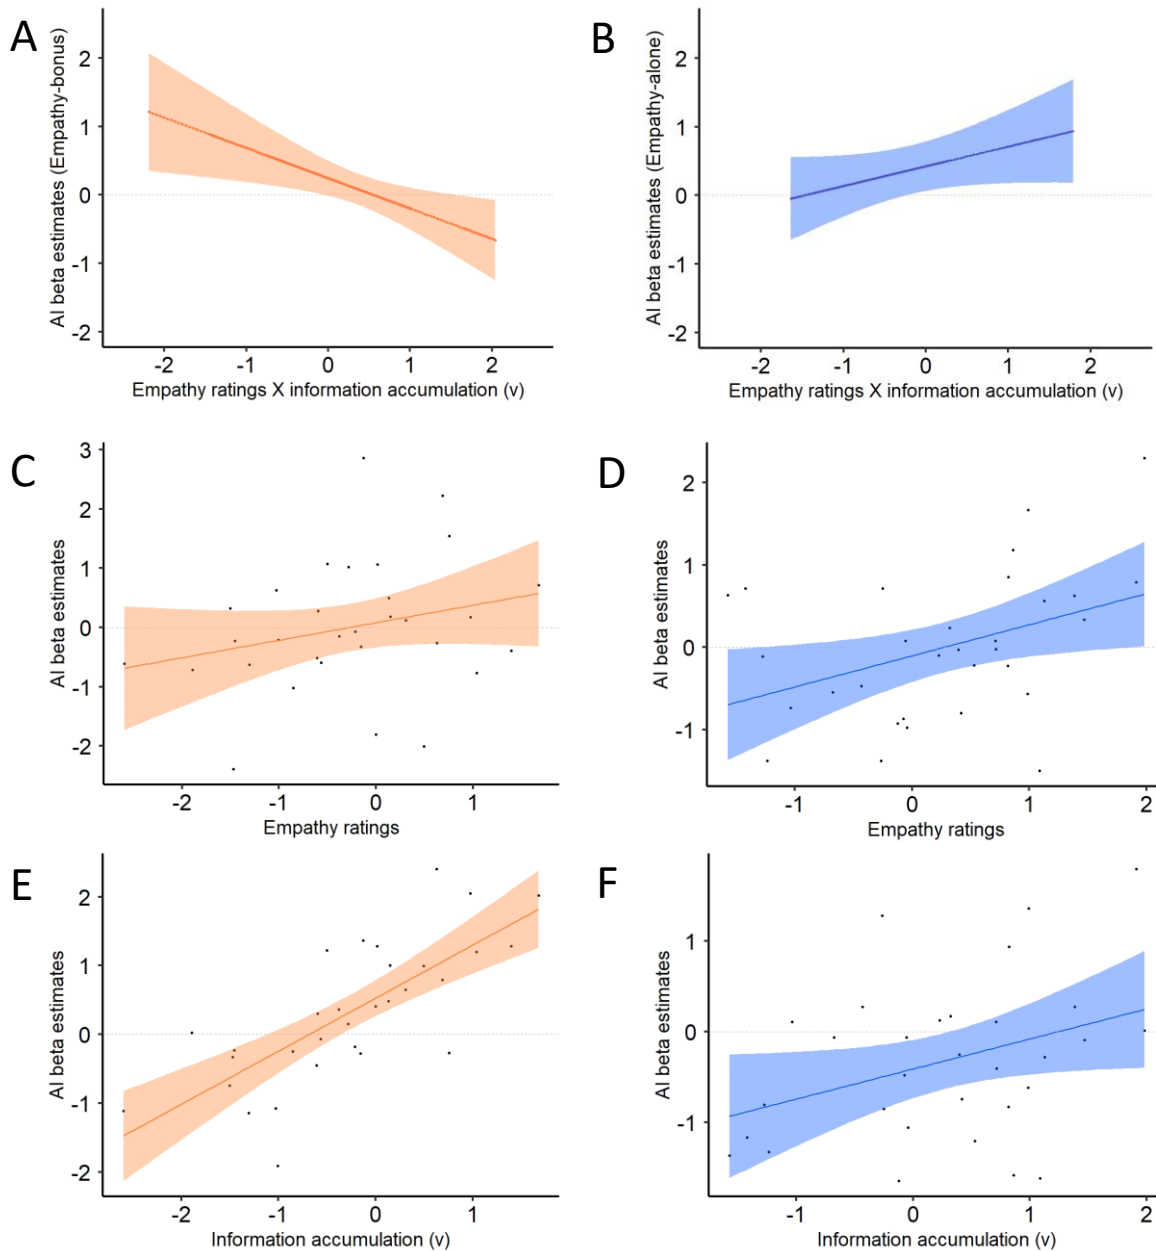 A
AI beta estimates (Empathy-bonus)
2
1
0
-1
-2
-2 -1 0 1 2
Empathy ratings X information accumulation (v)
B
AI beta estimates (Empathy-alone)
2
1
0
-1
-2
-2 -1 0 1 2
Empathy ratings X information accumulation (v)
C
AI beta estimates
3
2
1
0
-1
-2
-2 -1 0 1
Empathy ratings
D
AI beta estimates
2
1
0
-1
-1 0 1 2
Empathy ratings
E
AI beta estimates
2
1
0
-1
-2
-2 -1 0 1
Information accumulation (v)
F
AI beta estimates
1
0
-1
-1 0 1 2
Information accumulation (v)